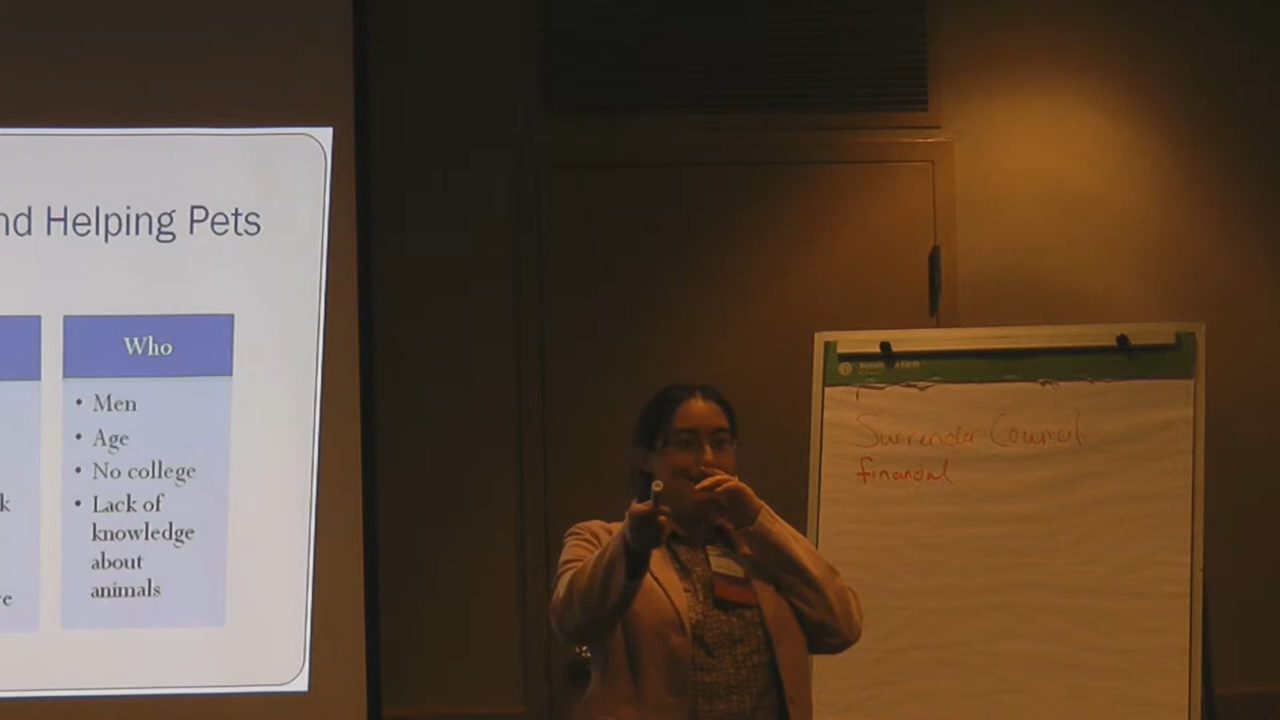 nd Helping Pets
Who
• Men
• Age
• No college
• Lack of
knowledge
about
animals
k
e
Surrender Council
financial